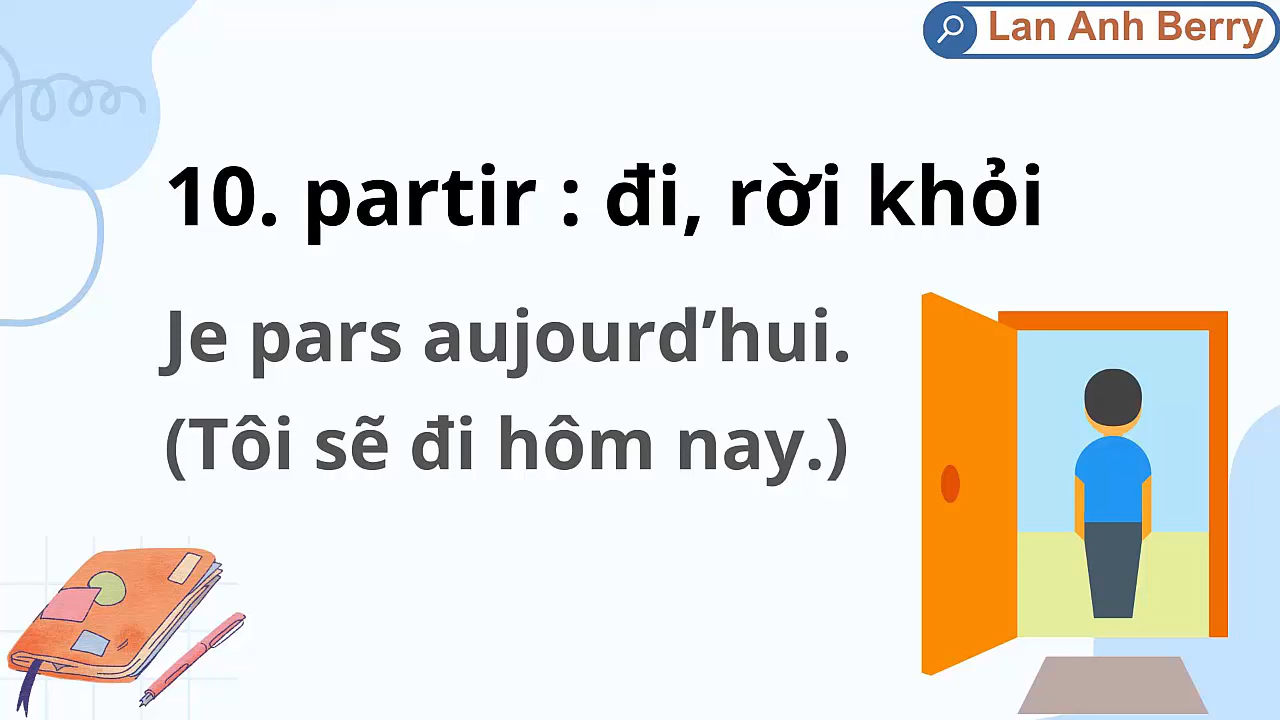 Lan Anh Berry
10. partir : đi, rời khỏi
Je pars aujourd’hui.
(Tôi sẽ đi hôm nay.)